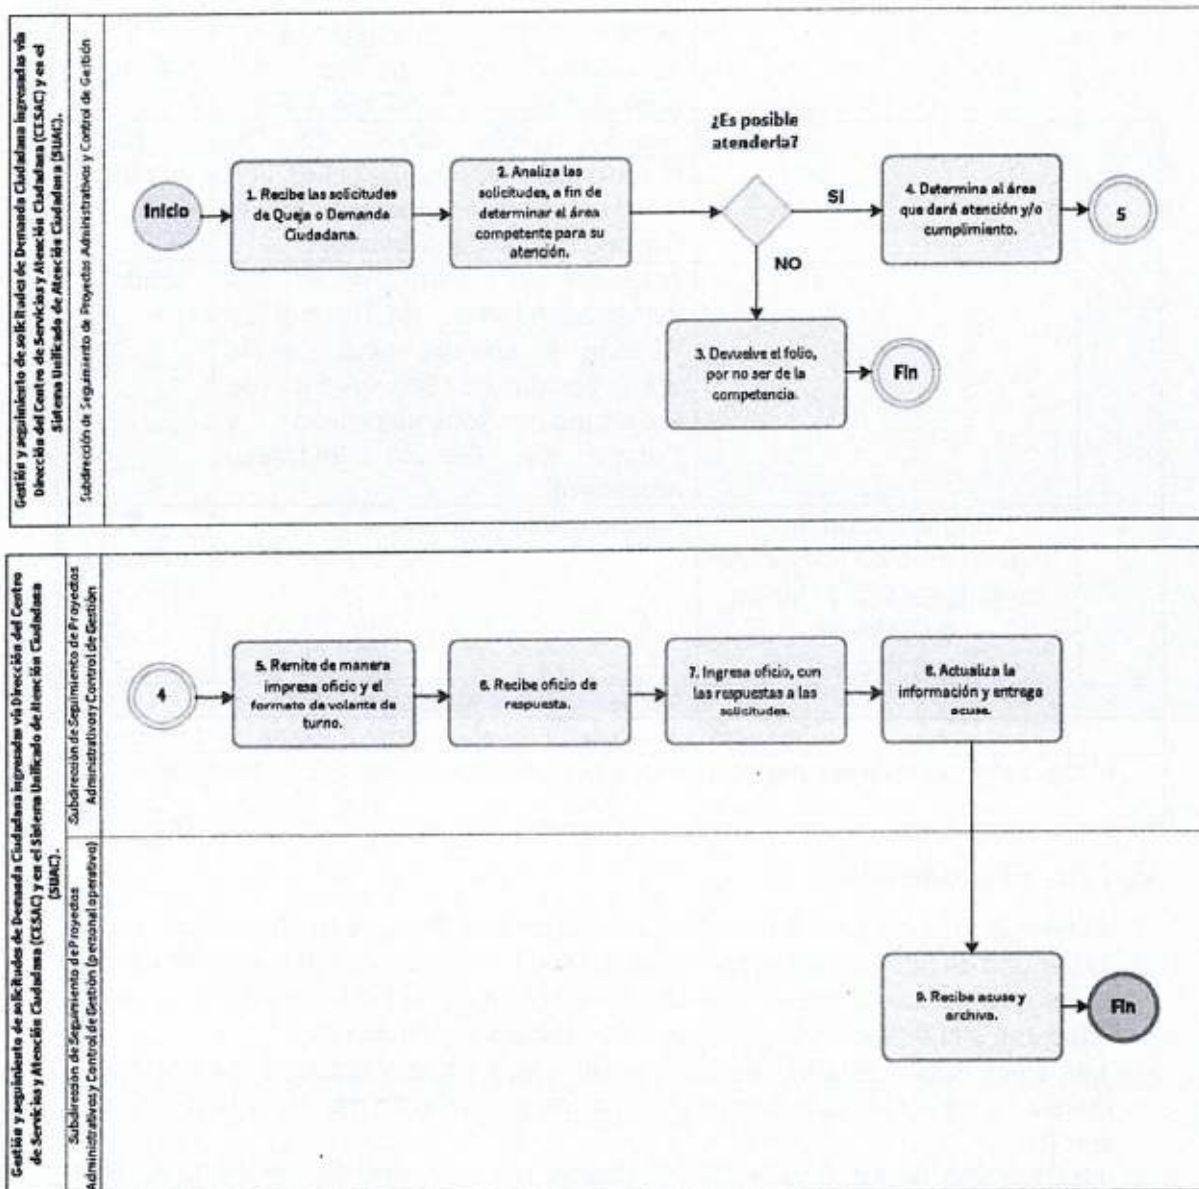 Gestión y seguimiento de solicitudes de Demanda Ciudadana ingresadas vía
Dirección del Centro de Servicios y Atención Ciudadana (CESAC) y en el
Sistema Unificado de Atención Ciudadana (SUAC).
Subdirección de Seguimiento de Proyectos Administrativos y Control de Gestión
Inicio
1. Recibe las solicitudes
de Queja o Demanda
Ciudadana.
2. Analiza las
solicitudes, a fin de
determinar el área
competente para su
atención.
¿Es posible
atenderla?
SI
NO
4. Determina al área
que dará atención y/o
cumplimiento.
5
3. Devuelve el folio,
por no ser de la
competencia.
Fin
Gestión y seguimiento de solicitudes de Demanda Ciudadana ingresadas vía Dirección del Centro
de Servicios y Atención Ciudadana (CESAC) y en el Sistema Unificado de Atención Ciudadana
(SUAC).
Subdirección de Seguimiento de Proyectos
Administrativos y Control de Gestión
4
5. Remite de manera
impresa oficio y el
formato de volante de
turno.
6. Recibe oficio de
respuesta.
7. Ingresa oficio, con
las respuestas a las
solicitudes.
8. Actualiza la
información y entrega
acuse.
Subdirección de Seguimiento de Proyectos
Administrativos y Control de Gestión (personal operativo)
9. Recibe acuse y
archiva.
Fin